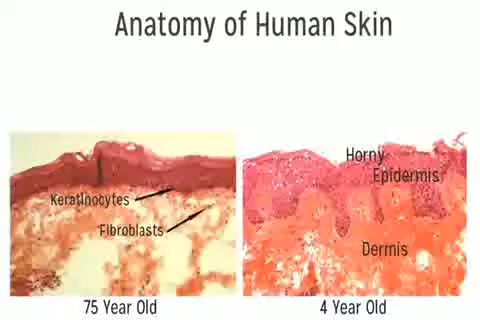 Anatomy of Human Skin
Keratinocytes
Fibroblasts
75 Year Old
Horny
Epidermis
Dermis
4 Year Old